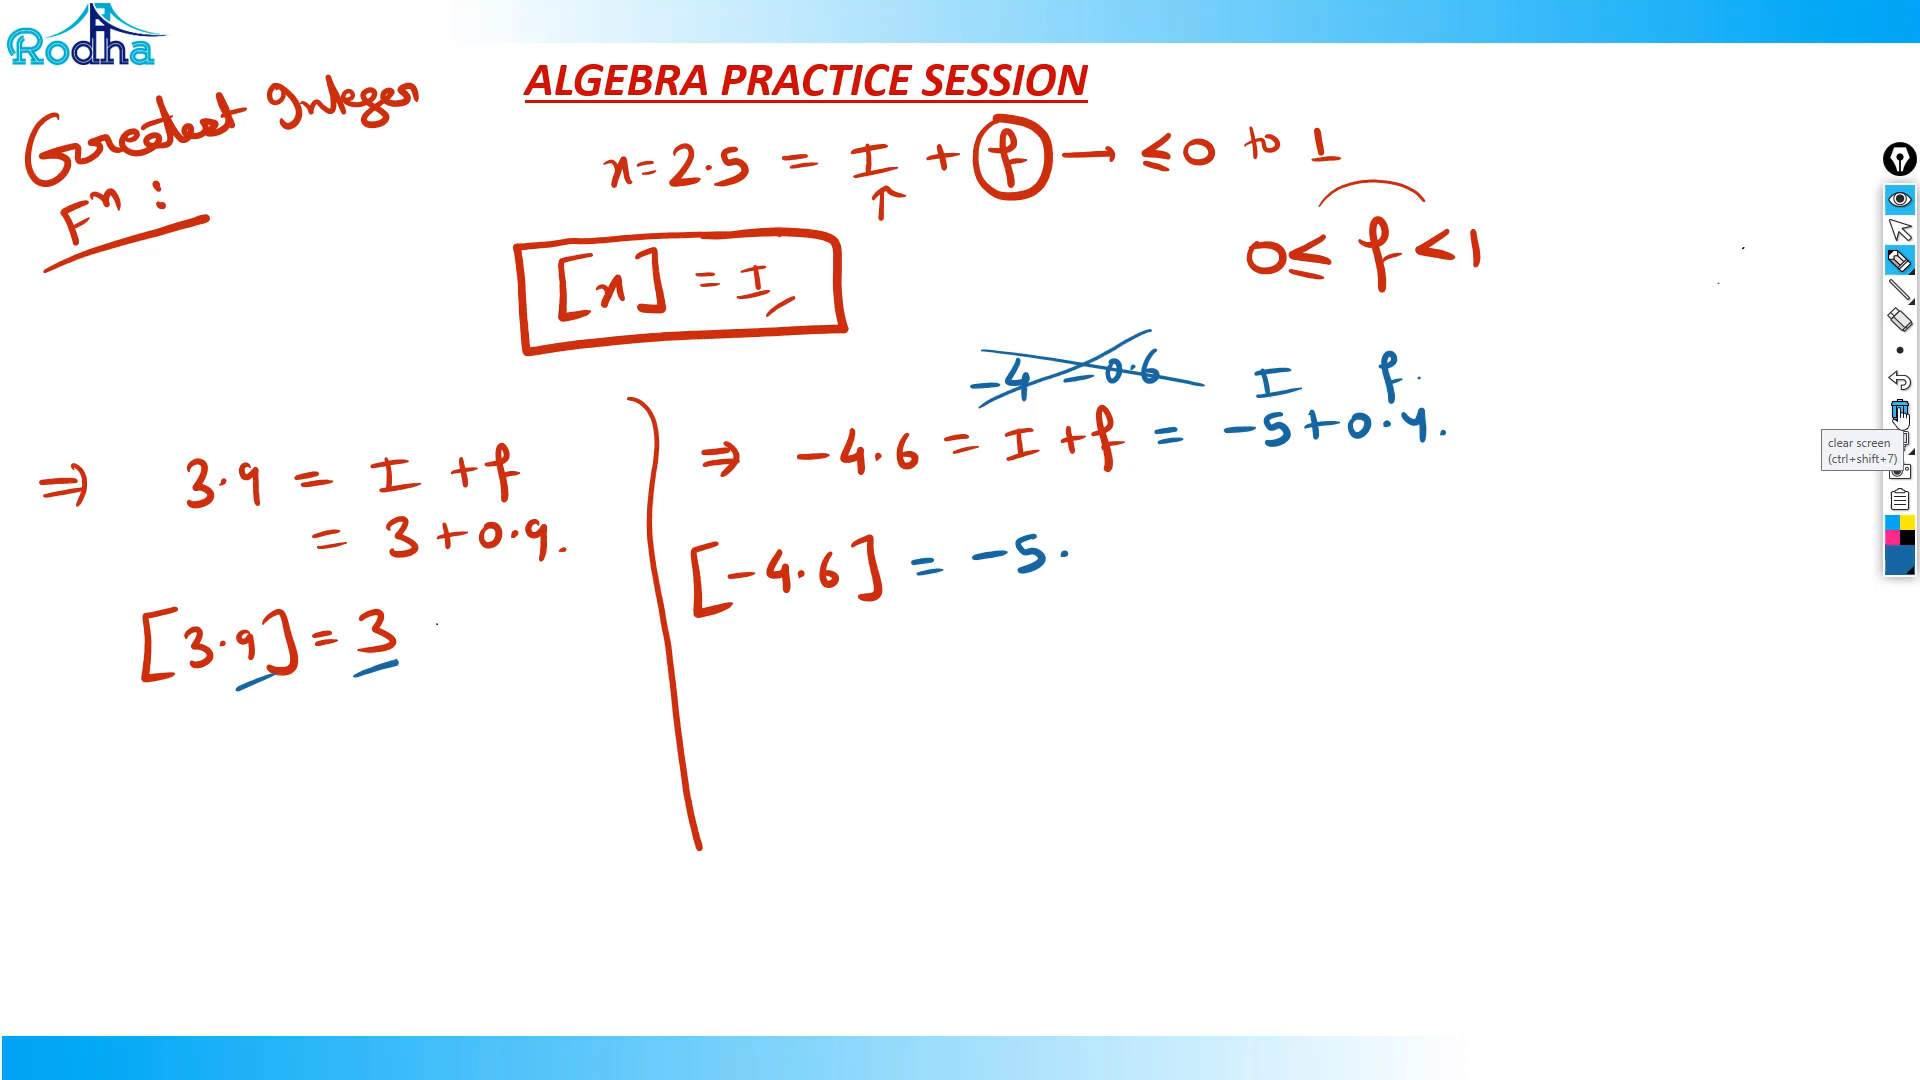 Rodha
ALGEBRA PRACTICE SESSION
Greatest Integer
Fⁿ :
x = 2.5 = I + f → ≤ 0 to 1
↑
0 ≤ f < 1
[x] = I
-4 - 0.6
I f
⇒ 3.9 = I + f
= 3 + 0.9.
[3.9] = 3
⇒ -4.6 = I + f = -5 + 0.4.
[-4.6] = -5.
clear screen
(ctrl+shift+7)